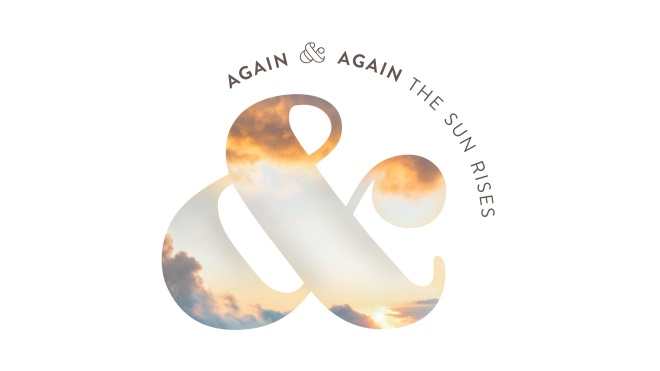 AGAIN & AGAIN THE SUN RISES
&